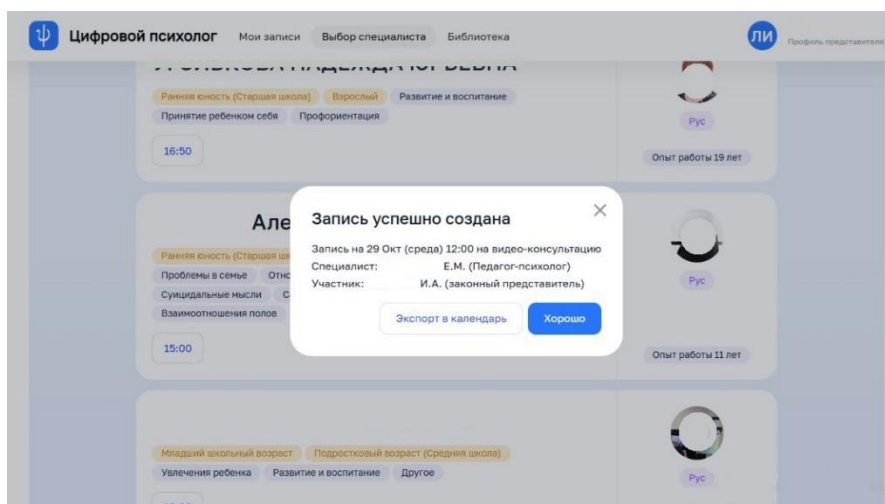 Цифровой психолог Мои записи Выбор специалиста Библиотека ЛИ Профиль представителя
Ранняя юность (Старшая школа) Взрослый Развитие и воспитание
Принятие ребенком себя Профориентация
Рус
16:50
Опыт работы 19 лет
Але
Запись успешно создана
Запись на 29 Окт (среда) 12:00 на видео-консультацию
Специалист: Е.М. (Педагог-психолог)
Участник: И.А. (законный представитель)
Экспорт в календарь Хорошо
Ранняя юность (Старшая
Проблемы в семье
Суицидальные мысли
Взаимоотношения полов
Рус
15:00
Опыт работы 11 лет
Младший школьный возраст Подростковый возраст (Средняя школа)
Увлечения ребенка Развитие и воспитание Другое
Рус